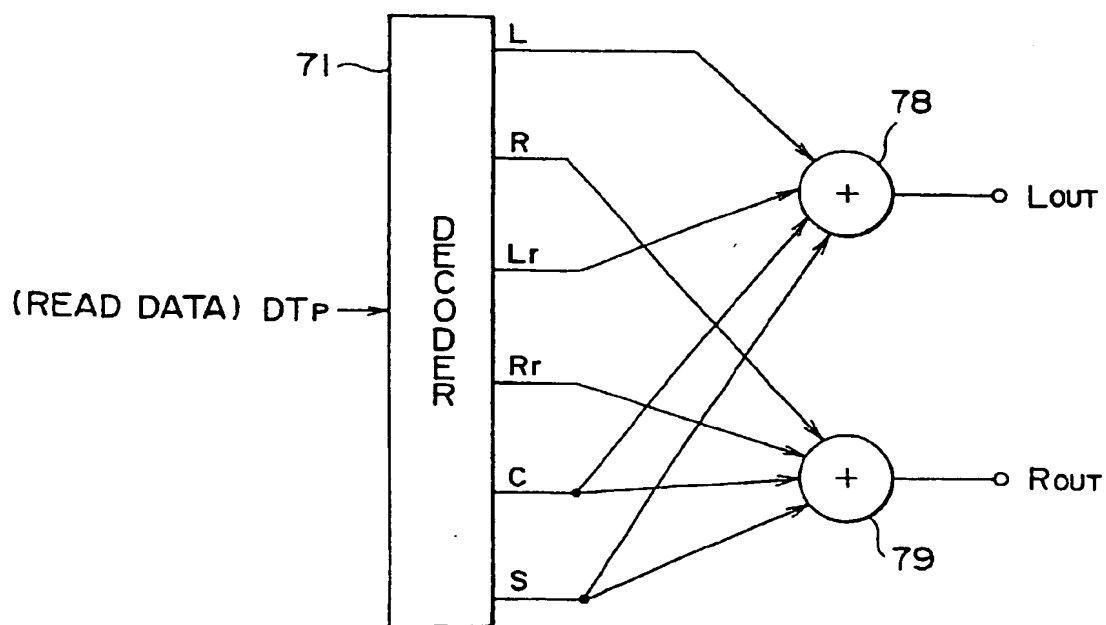 71
L
R
Lr
Rr
C
S
DECODER
(READ DATA) DTP
78
+
LOUT
+
ROUT
79